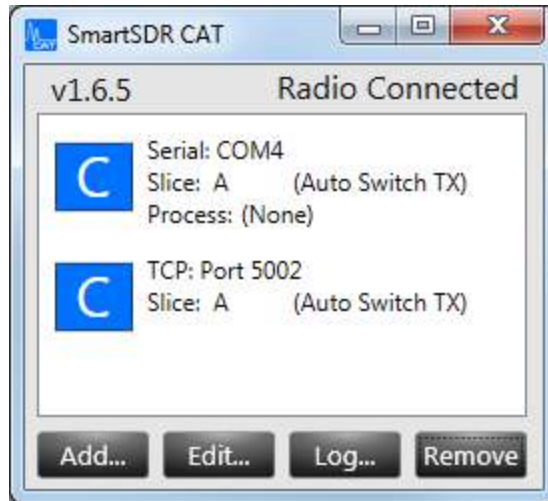 CAT SmartSDR CAT
v1.6.5 Radio Connected
C
Serial: COM4
Slice: A (Auto Switch TX)
Process: (None)
C
TCP: Port 5002
Slice: A (Auto Switch TX)
Add... Edit... Log... Remove